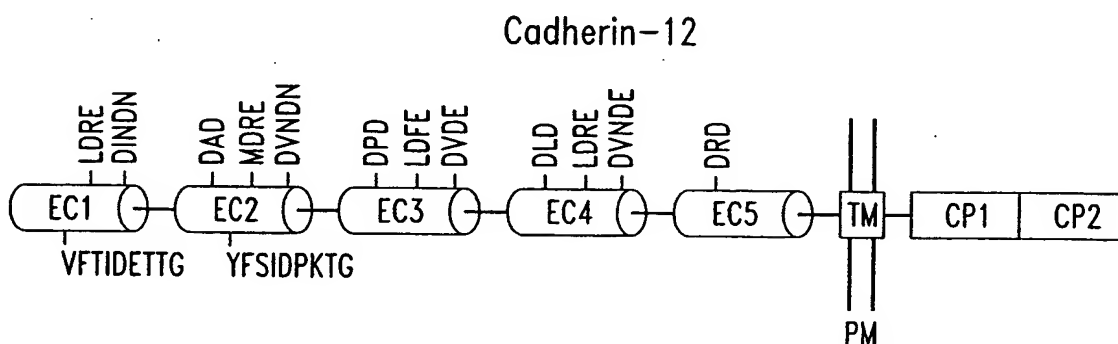 Cadherin-12
LDRE
DINDN
DAD
MDRE
DVNDN
DPD
LDFE
DVDE
DLD
LDRE
DVNDE
DRD
EC1
EC2
EC3
EC4
EC5
TM
CP1
CP2
VFTIDETTG
YFSIDPKTG
PM